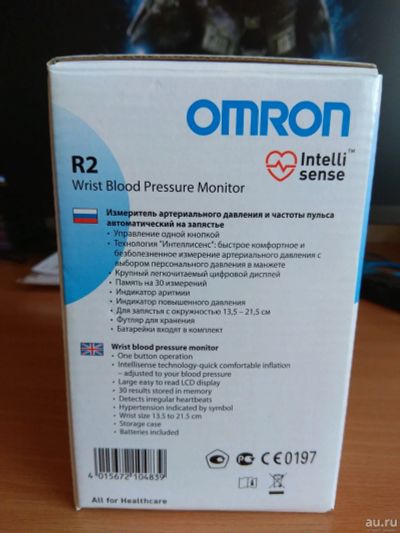 OMRON
R2
Wrist Blood Pressure Monitor
Intelli
sense™
Измеритель артериального давления и частоты пульса
автоматический на запястье
• Управление одной кнопкой
• Технология "Интеллисенс": быстрое комфортное и
безболезненное измерение артериального давления с
выбором персонального давления в манжете
• Крупный легкочитаемый цифровой дисплей
• Память на 30 измерений
• Индикатор аритмии
• Индикатор повышенного давления
• Для запястья с окружностью 13,5 – 21,5 см
• Футляр для хранения
• Батарейки входят в комплект
Wrist blood pressure monitor
• One button operation
• Intellisense technology-quick comfortable inflation
– adjusted to your blood pressure
• Large easy to read LCD display
• 30 results stored in memory
• Detects irregular heartbeats
• Hypertension indicated by symbol
• Wrist size 13.5 to 21.5 cm
• Storage case
• Batteries included
4 015672 104839
CE0197
All for Healthcare
au.ru